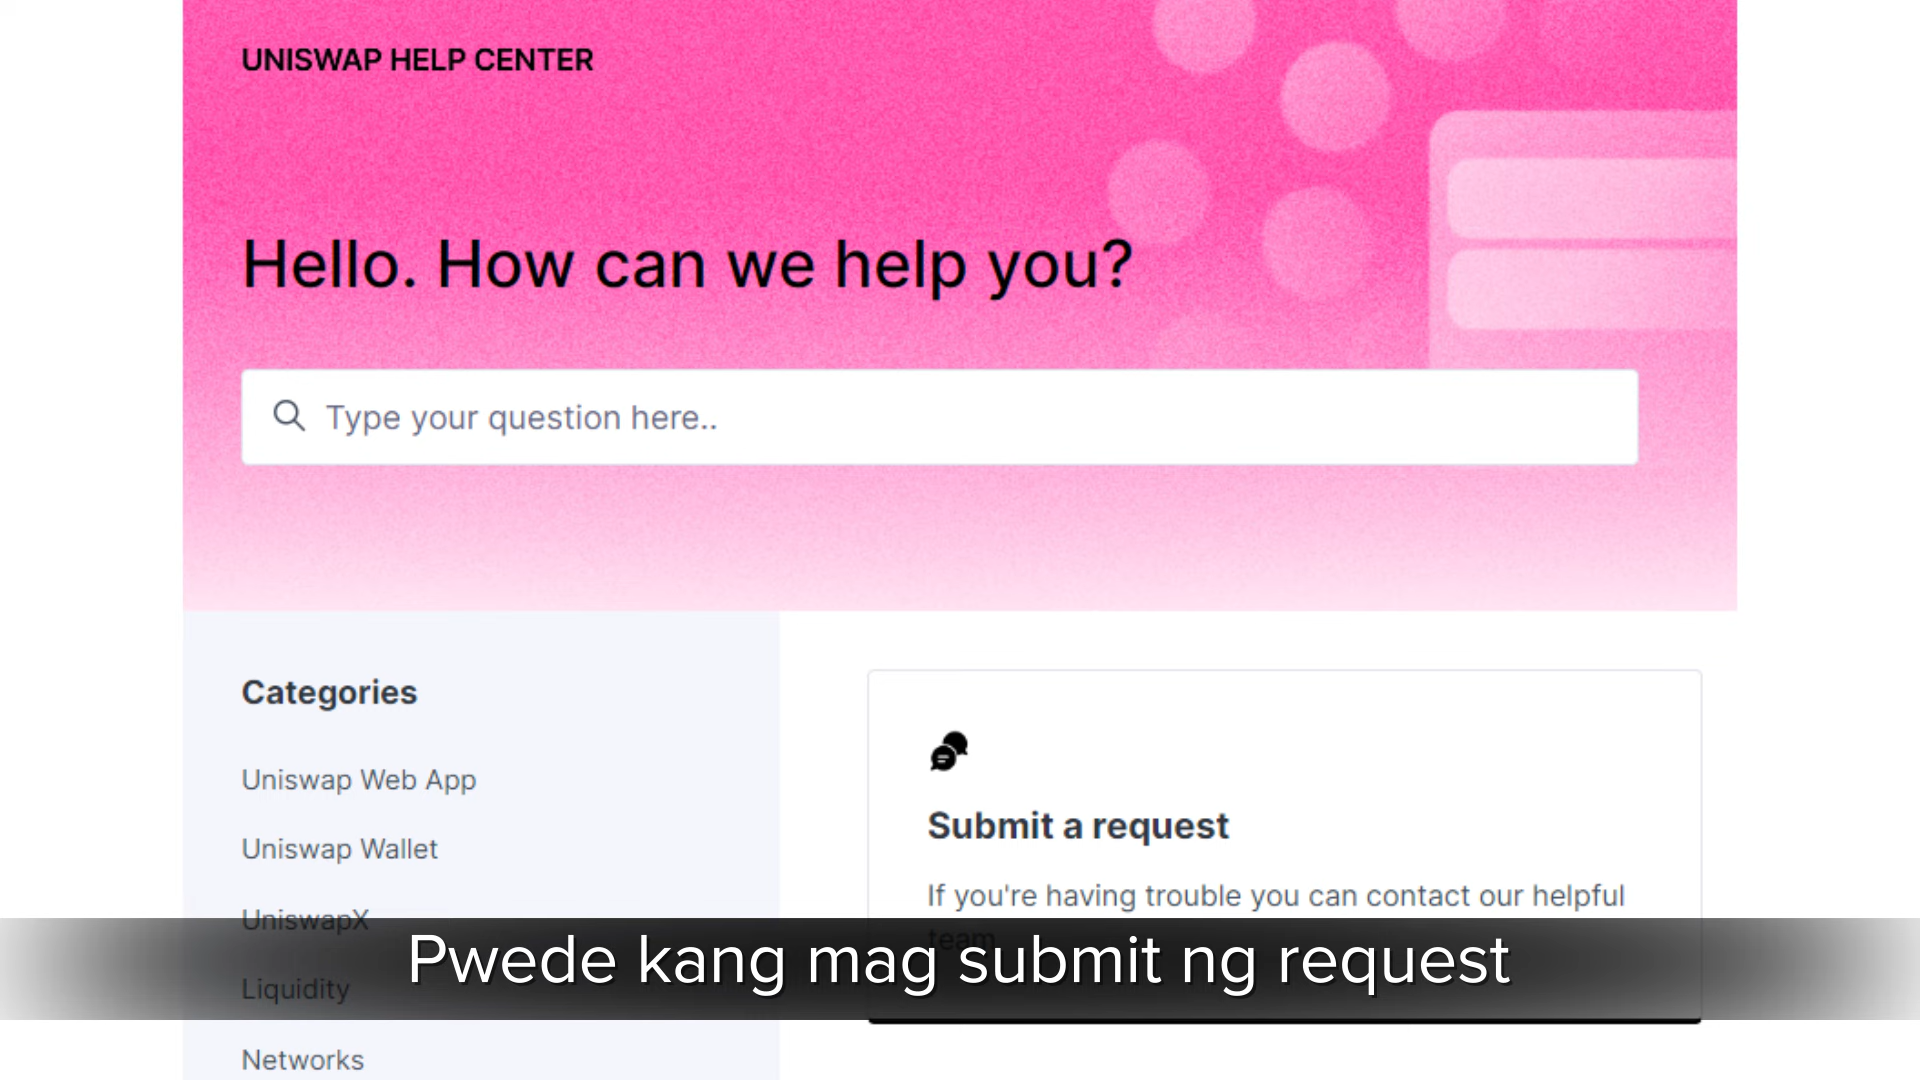 UNISWAP HELP CENTER
Hello. How can we help you?
Type your question here..
Categories
Uniswap Web App
Uniswap Wallet
UniswapX
Liquidity
Networks
Submit a request
If you're having trouble you can contact our helpful
team.
Pwede kang mag submit ng request